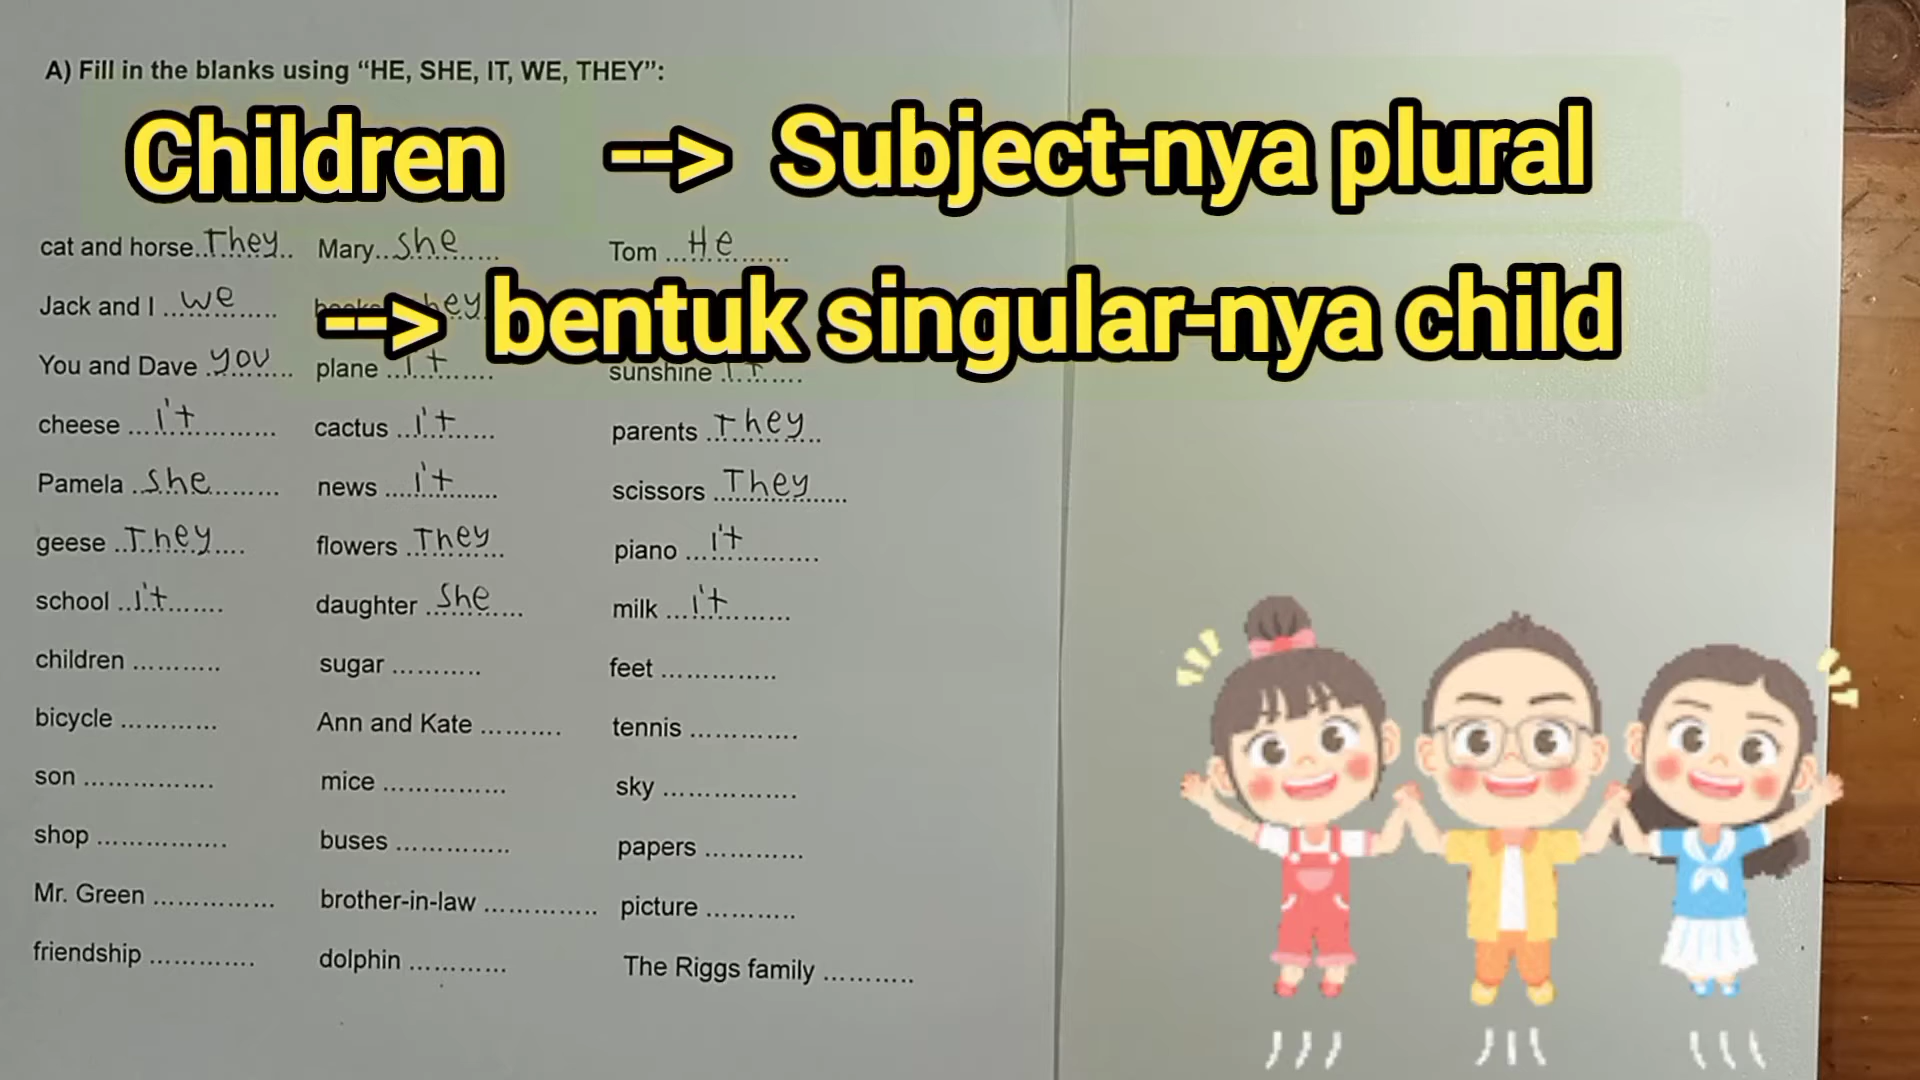 A) Fill in the blanks using “HE, SHE, IT, WE, THEY”:
Children --> Subject-nya plural
cat and horse..They.. Mary..she...... Tom ...He.......
Jack and I ...we......
--> bentuk singular-nya child
You and Dave .you.... plane ...it....... sunshine .it....
cheese ...it.......... cactus ...it...... parents .They...
Pamela .she........ news ....it...... scissors .They......
geese .They.... flowers .They... piano ...it..........
school ..it....... daughter .she.... milk ...it........
children ........... sugar ........... feet ..............
bicycle ............ Ann and Kate .......... tennis .............
son ................ mice ............... sky ................
shop ................ buses .............. papers ............
Mr. Green ............... brother-in-law .............. picture ...........
friendship ............. dolphin ............ The Riggs family ...........